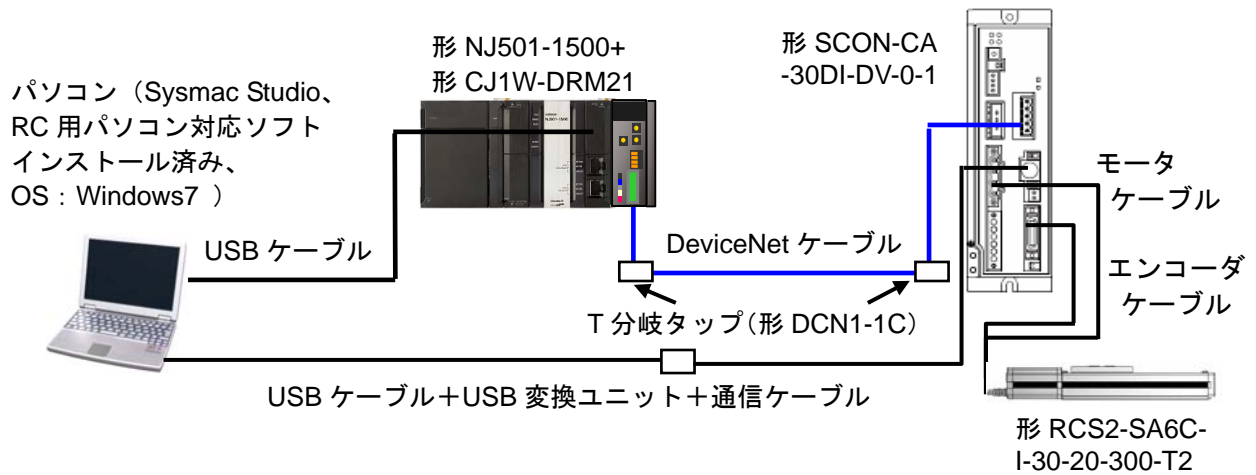 形 NJ501-1500+
形 CJ1W-DRM21
形 SCON-CA
-30DI-DV-0-1
パソコン（Sysmac Studio、
RC 用パソコン対応ソフト
インストール済み、
OS：Windows7 ）
モータ
ケーブル
USB ケーブル
DeviceNet ケーブル
エンコーダ
ケーブル
T 分岐タップ（形 DCN1-1C）
USB ケーブル＋USB 変換ユニット＋通信ケーブル
形 RCS2-SA6C-
I-30-20-300-T2